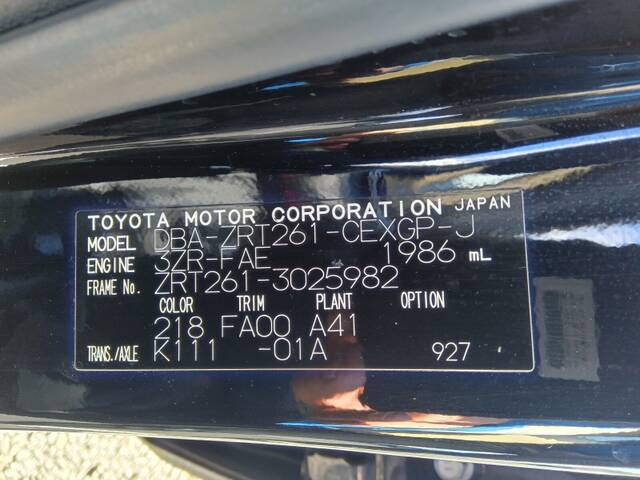 TOYOTA MOTOR CORPORATION JAPAN
MODEL DBA-ZRT261-CEXGP-J
ENGINE 3ZR-FAE 1986 mL
FRAME No. ZRT261-3025982
COLOR TRIM PLANT OPTION
218 FA00 A41
TRANS./AXLE K111 -01A 927